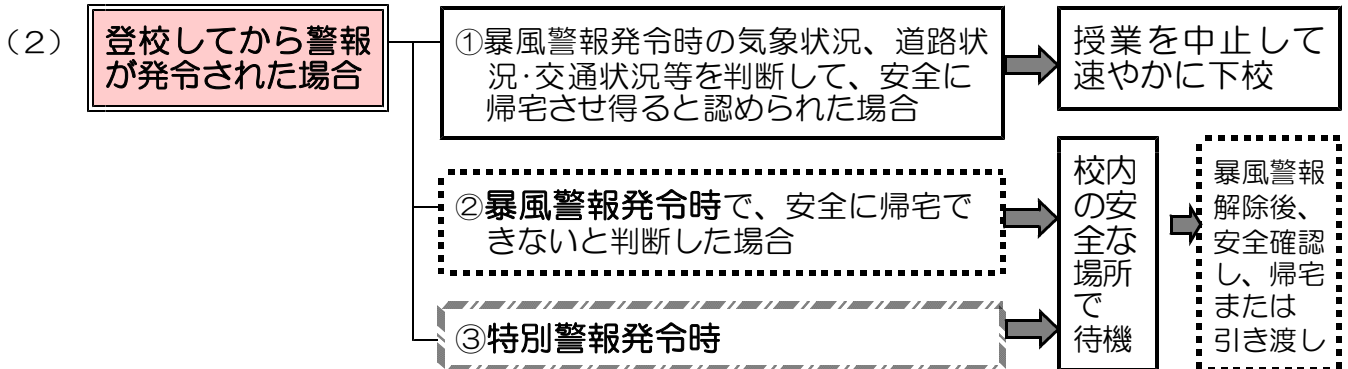 （２）
登校してから警報
が発令された場合
①暴風警報発令時の気象状況、道路状
況・交通状況等を判断して、安全に
帰宅させ得ると認められた場合
授業を中止して
速やかに下校
②暴風警報発令時で、安全に帰宅で
きないと判断した場合
③特別警報発令時
校内
の安
全な
場所
で
待機
暴風警報
解除後、
安全確認
し、帰宅
または
引き渡し